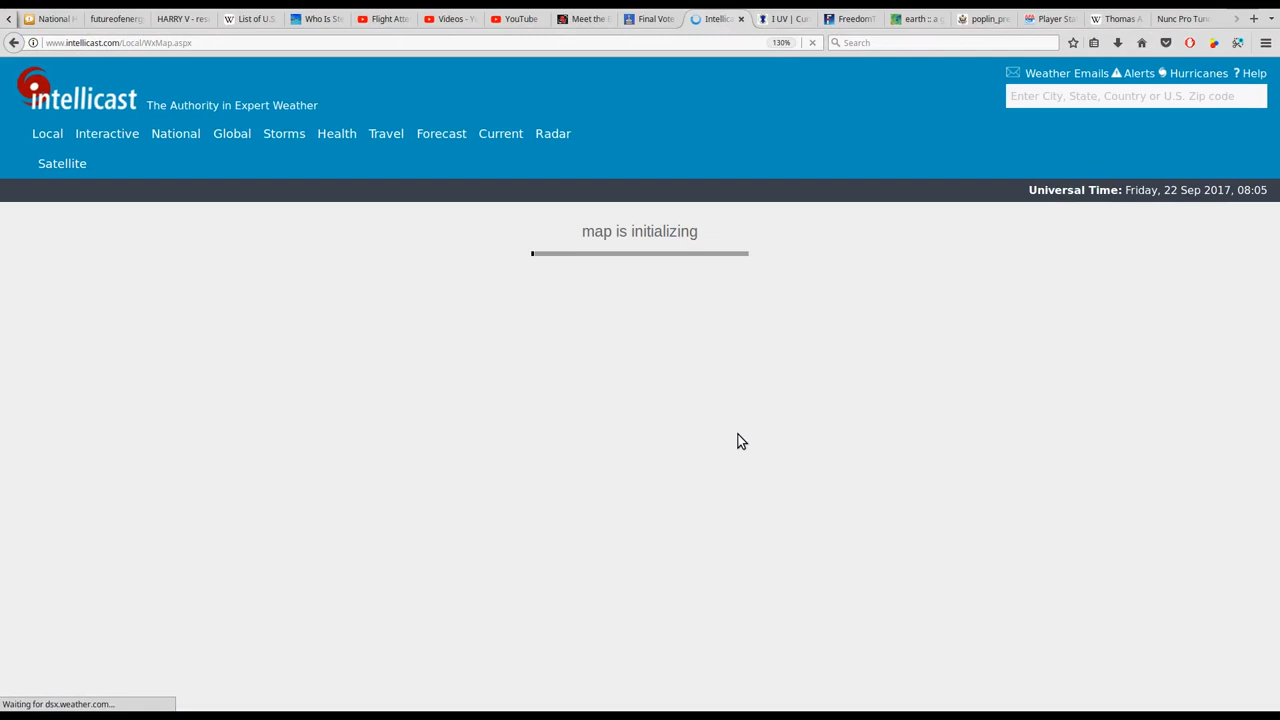 National H
futureofenerg
HARRY V - res
List of U.S.
Who Is Ste
Flight Atte
Videos - Yo
YouTube
Meet the B
Final Vote
Intellica
I UV | Cur
FreedomT
earth :: a g
poplin_pre
Player Sta
Thomas A
Nunc Pro Tunc
www.intellicast.com/Local/WxMap.aspx
130%
Search
intellicast
The Authority in Expert Weather
Weather Emails Alerts Hurricanes ? Help
Enter City, State, Country or U.S. Zip code
Local Interactive National Global Storms Health Travel Forecast Current Radar
Satellite
Universal Time: Friday, 22 Sep 2017, 08:05
map is initializing
Waiting for dsx.weather.com...